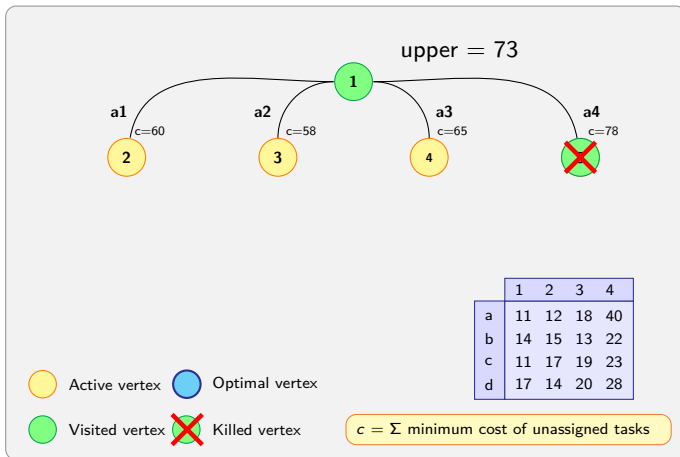 upper = 73
1
a1 a2 a3 a4
c=60 c=58 c=65 c=78
2 3 4
1 2 3 4
a 11 12 18 40
b 14 15 13 22
c 11 17 19 23
d 17 14 20 28
Active vertex Optimal vertex
Visited vertex Killed vertex
c = Σ minimum cost of unassigned tasks